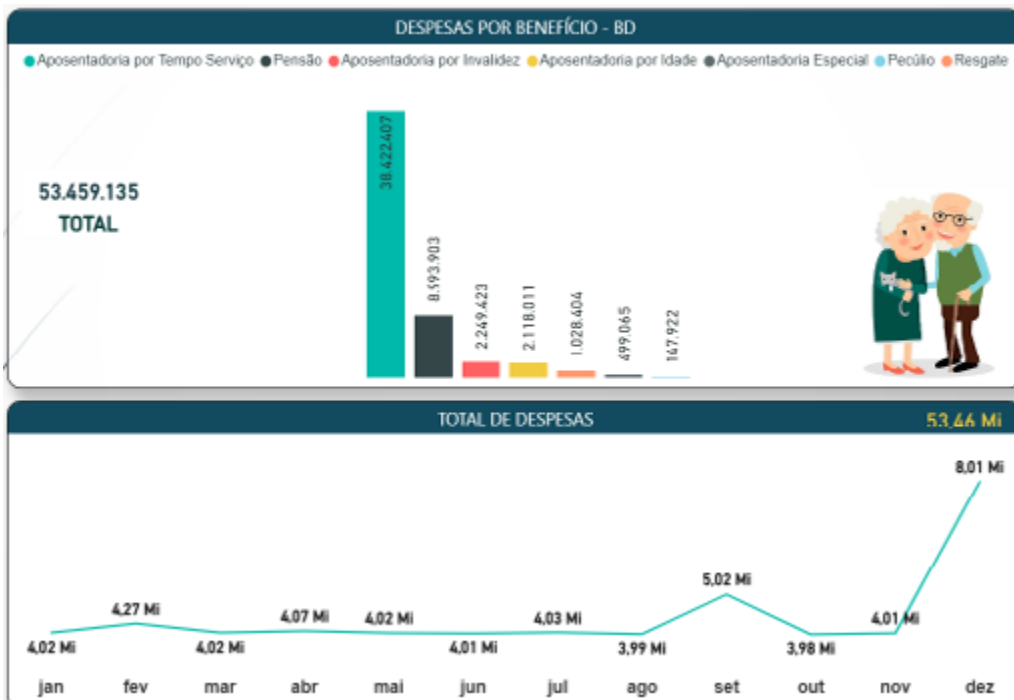 DESPESAS POR BENEFÍCIO - BD
Aposentadoria por Tempo Serviço Pensão Aposentadoria por Invalidez Aposentadoria por Idade Aposentadoria Especial Pecúlio Resgate
53.459.135
TOTAL
38.422.407
8.993.903
2.249.423
2.118.011
1.028.404
499.065
147.922
TOTAL DE DESPESAS
53,46 Mi
4,02 Mi
4,27 Mi
4,02 Mi
4,07 Mi
4,02 Mi
4,01 Mi
4,03 Mi
3,99 Mi
5,02 Mi
3,98 Mi
4,01 Mi
8,01 Mi
jan fev mar abr mai jun jul ago set out nov dez